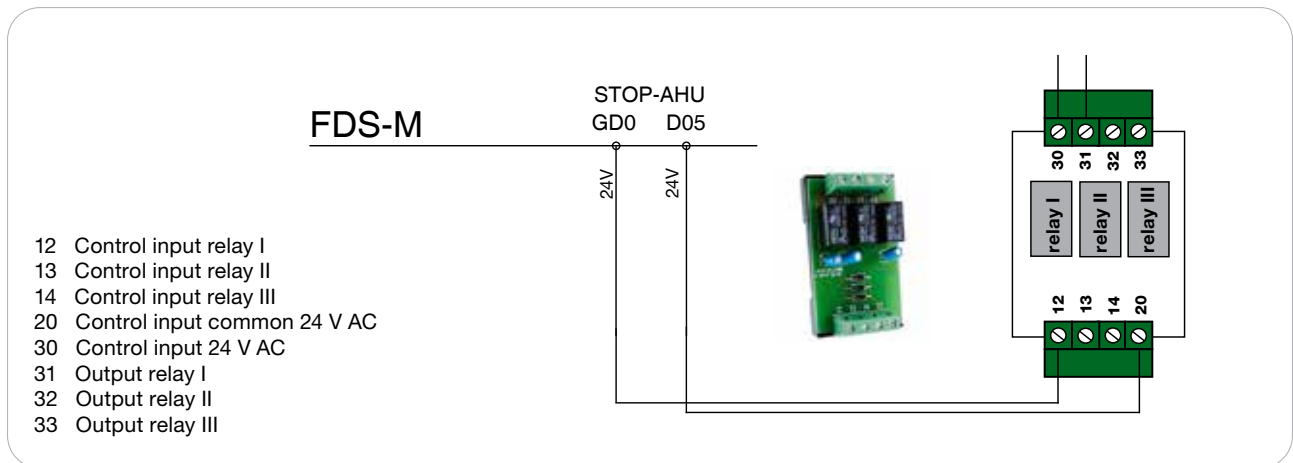 STOP-AHU
FDS-M
GD0 D05
24V 24V
30 31 32 33
relay I relay II relay III
12 13 14 20
12 Control input relay I
13 Control input relay II
14 Control input relay III
20 Control input common 24 V AC
30 Control input 24 V AC
31 Output relay I
32 Output relay II
33 Output relay III